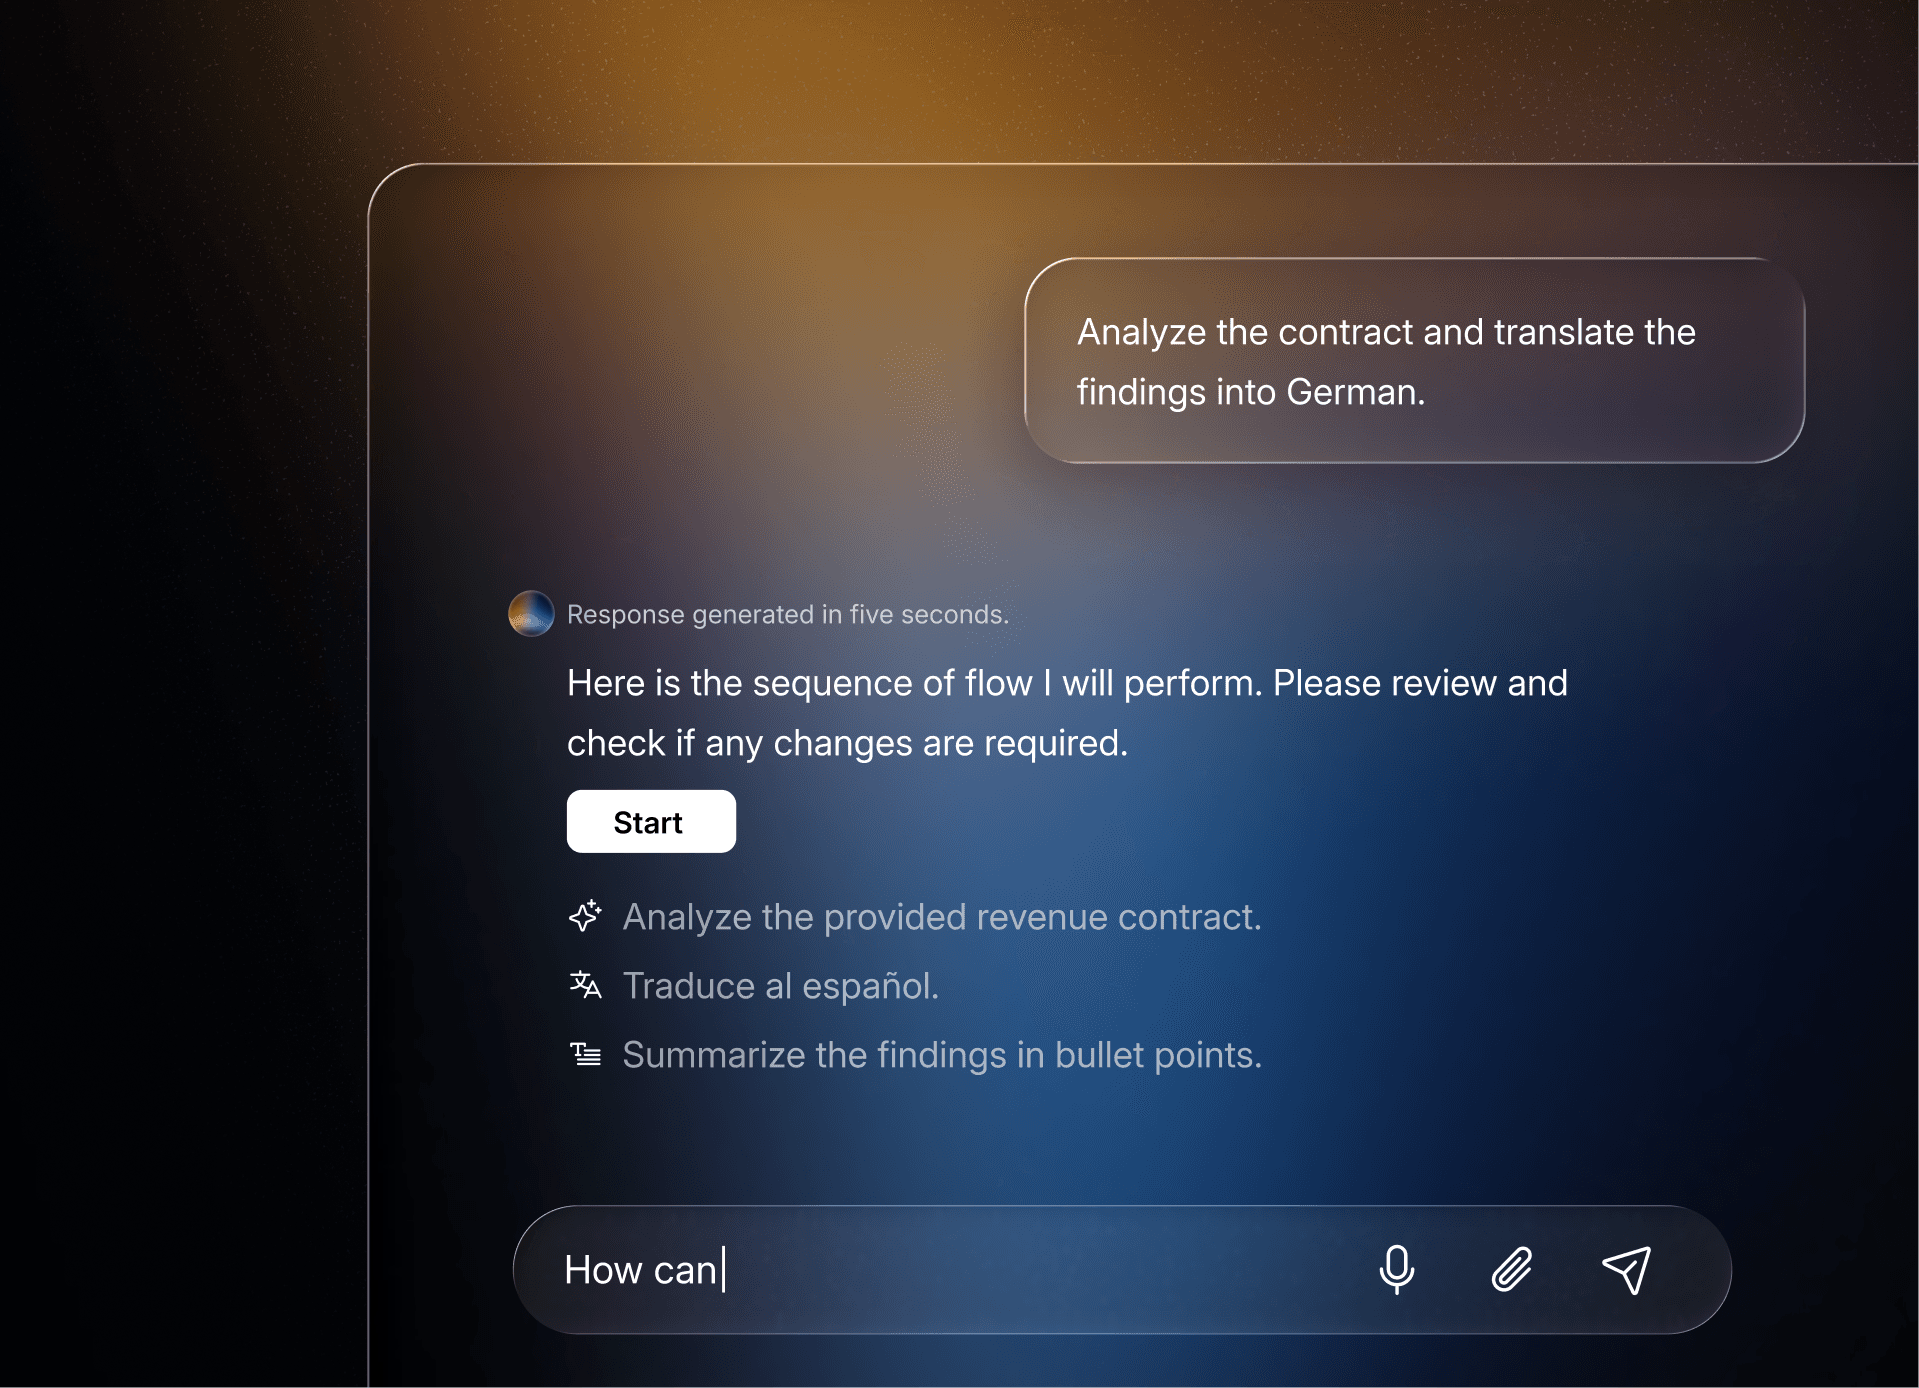 Analyze the contract and translate the
findings into German.
Response generated in five seconds.
Here is the sequence of flow I will perform. Please review and
check if any changes are required.
Start
Analyze the provided revenue contract.
Traduce al español.
Summarize the findings in bullet points.
How can